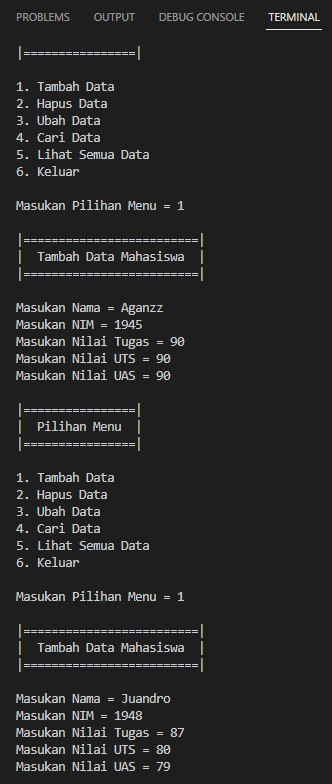 PROBLEMS OUTPUT DEBUG CONSOLE TERMINAL
|================|
1. Tambah Data
2. Hapus Data
3. Ubah Data
4. Cari Data
5. Lihat Semua Data
6. Keluar
Masukan Pilihan Menu = 1
|=========================|
|  Tambah Data Mahasiswa  |
|=========================|
Masukan Nama = Aganzz
Masukan NIM = 1945
Masukan Nilai Tugas = 90
Masukan Nilai UTS = 90
Masukan Nilai UAS = 90
|================|
|  Pilihan Menu  |
|================|
1. Tambah Data
2. Hapus Data
3. Ubah Data
4. Cari Data
5. Lihat Semua Data
6. Keluar
Masukan Pilihan Menu = 1
|=========================|
|  Tambah Data Mahasiswa  |
|=========================|
Masukan Nama = Juandro
Masukan NIM = 1948
Masukan Nilai Tugas = 87
Masukan Nilai UTS = 80
Masukan Nilai UAS = 79